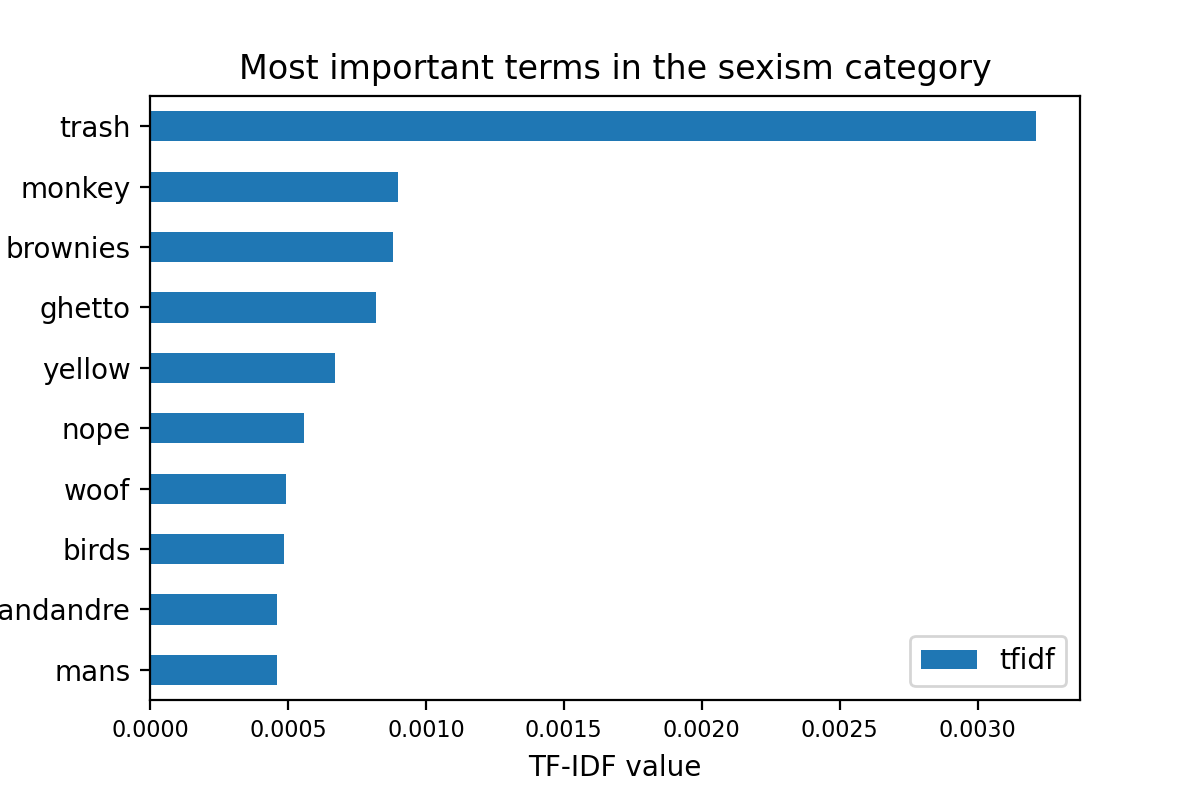 Most important terms in the sexism category
trash
monkey
brownies
ghetto
yellow
nope
woof
birds
andandre
mans
tfidf
0.0000 0.0005 0.0010 0.0015 0.0020 0.0025 0.0030
TF-IDF value